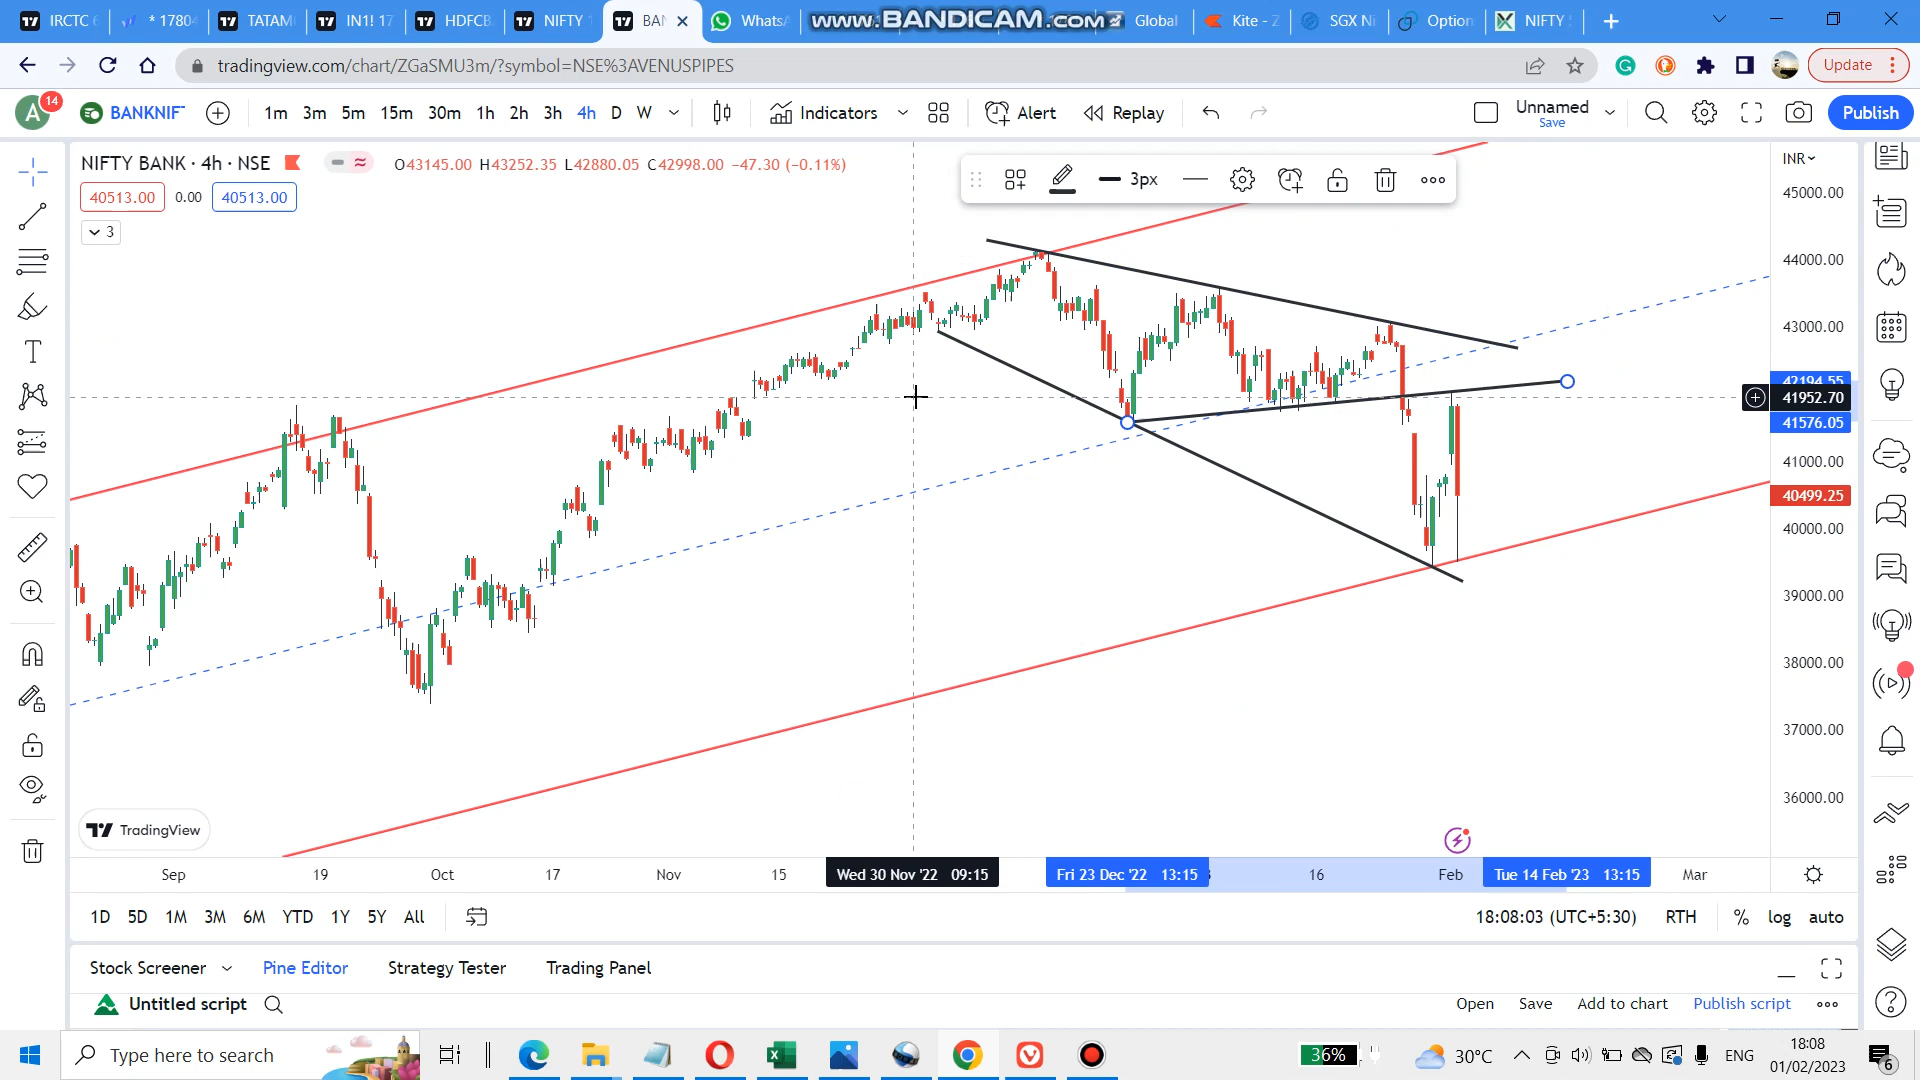 IRCTC 6
* 1780
TATAM
IN1! 17
HDFCB
NIFTY 1
BAN
WhatsA
www.BANDICAM.com
Global
Kite - Z
SGX Ni
Option
NIFTY
tradingview.com/chart/ZGaSMU3m/?symbol=NSE%3AVENUSPIPES
Update
A 14
BANKNIFT
1m 3m 5m 15m 30m 1h 2h 3h 4h D W
Indicators
Alert
Replay
Unnamed
Save
Publish
NIFTY BANK · 4h · NSE
O43145.00 H43252.35 L42880.05 C42998.00 −47.30 (−0.11%)
40513.00 0.00 40513.00
3
3px
INR
45000.00
44000.00
43000.00
42194.55
41952.70
41576.05
41000.00
40499.25
40000.00
39000.00
38000.00
37000.00
36000.00
TradingView
Sep 19 Oct 17 Nov 15
Wed 30 Nov '22 09:15
Fri 23 Dec '22 13:15
16 Feb
Tue 14 Feb '23 13:15
Mar
1D 5D 1M 3M 6M YTD 1Y 5Y All
18:08:03 (UTC+5:30) RTH % log auto
Stock Screener Pine Editor Strategy Tester Trading Panel
Untitled script
Open Save Add to chart Publish script
Type here to search
36%
30°C
ENG
18:08
01/02/2023
6